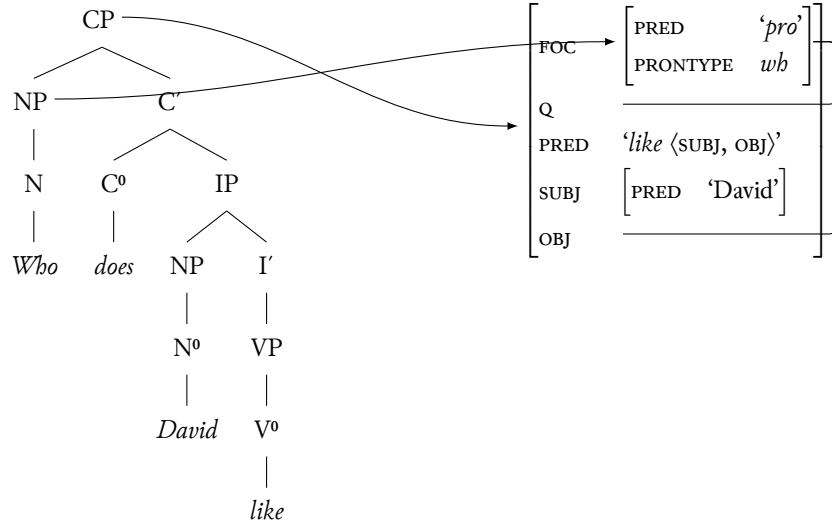 CP
NP C′
N C⁰ IP
Who does NP I′
N⁰ VP
David V⁰
like
FOC [PRED ‘pro’
PRONTYPE wh]
Q
PRED ‘like ⟨SUBJ, OBJ⟩’
SUBJ [PRED ‘David’]
OBJ